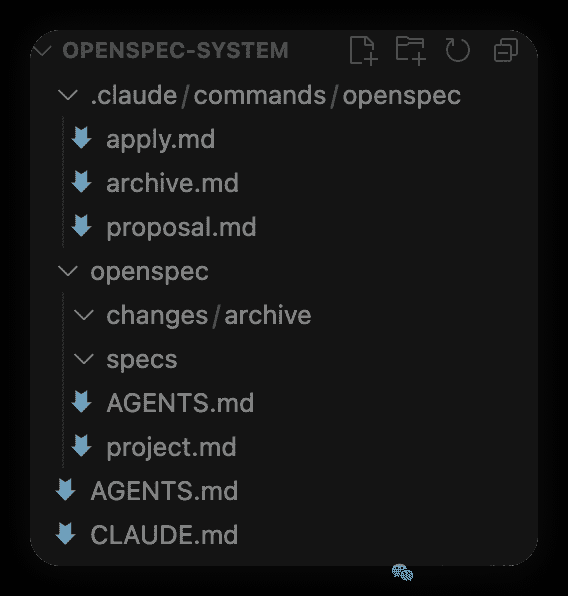 OPENSPEC-SYSTEM
.claude/commands/openspec
apply.md
archive.md
proposal.md
openspec
changes/archive
specs
AGENTS.md
project.md
AGENTS.md
CLAUDE.md